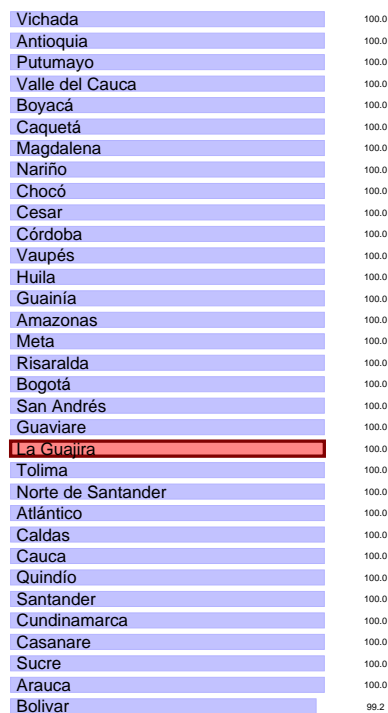 Vichada 100.0
Antioquia 100.0
Putumayo 100.0
Valle del Cauca 100.0
Boyacá 100.0
Caquetá 100.0
Magdalena 100.0
Nariño 100.0
Chocó 100.0
Cesar 100.0
Córdoba 100.0
Vaupés 100.0
Huila 100.0
Guainía 100.0
Amazonas 100.0
Meta 100.0
Risaralda 100.0
Bogotá 100.0
San Andrés 100.0
Guaviare 100.0
La Guajira 100.0
Tolima 100.0
Norte de Santander 100.0
Atlántico 100.0
Caldas 100.0
Cauca 100.0
Quindío 100.0
Santander 100.0
Cundinamarca 100.0
Casanare 100.0
Sucre 100.0
Arauca 100.0
Bolivar 99.2